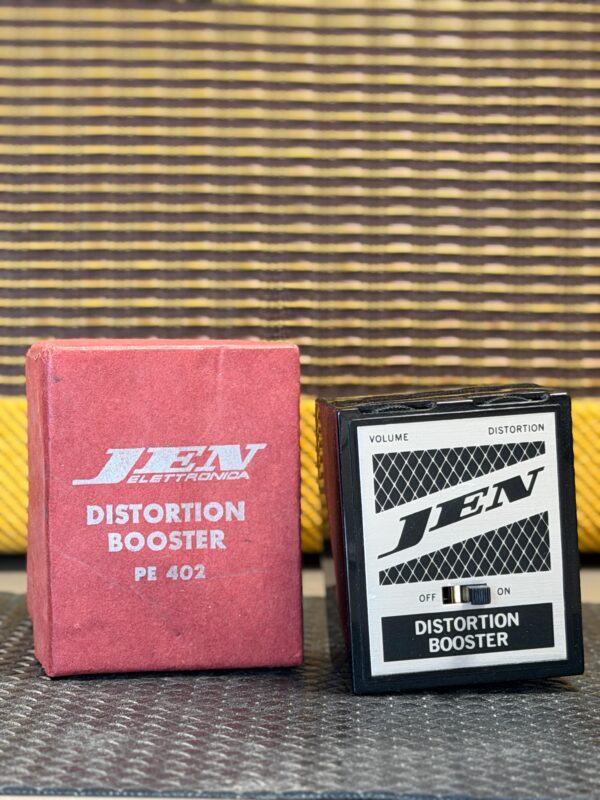 JEN
ELETTRONICA
DISTORTION
BOOSTER
PE 402
VOLUME DISTORTION
JEN
OFF ON
DISTORTION
BOOSTER